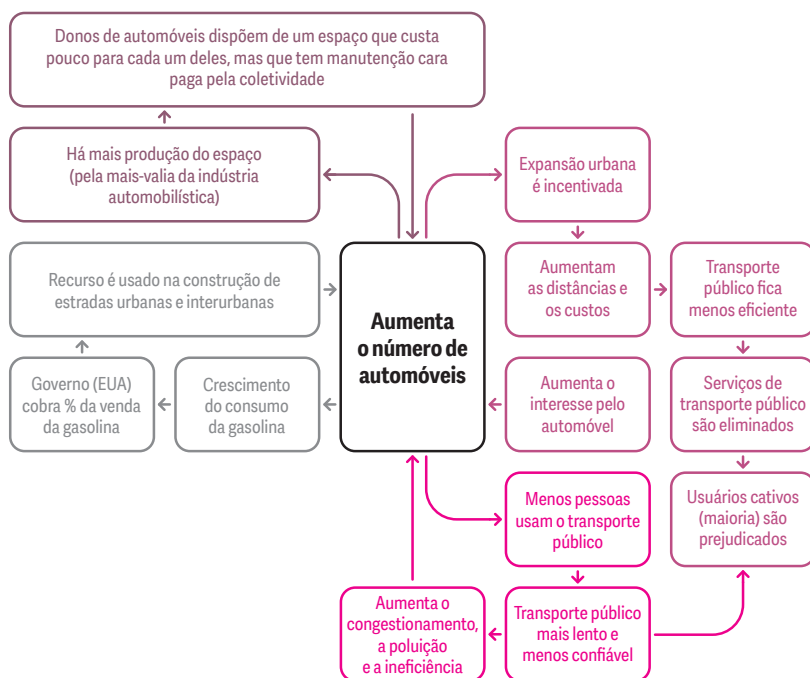 Donos de automóveis dispõem de um espaço que custa
pouco para cada um deles, mas que tem manutenção cara
paga pela coletividade
Há mais produção do espaço
(pela mais-valia da indústria
automobilística)
Expansão urbana
é incentivada
Recurso é usado na construção de
estradas urbanas e interurbanas
Aumenta
o número de
automóveis
Aumentam
as distâncias e
os custos
Transporte
público fica
menos eficiente
Governo (EUA)
cobra % da venda
da gasolina
Crescimento
do consumo
da gasolina
Aumenta o
interesse pelo
automóvel
Serviços de
transporte público
são eliminados
Menos pessoas
usam o transporte
público
Usuários cativos
(maioria) são
prejudicados
Aumenta o
congestionamento,
a poluição
e a ineficiência
Transporte público
mais lento e
menos confiável